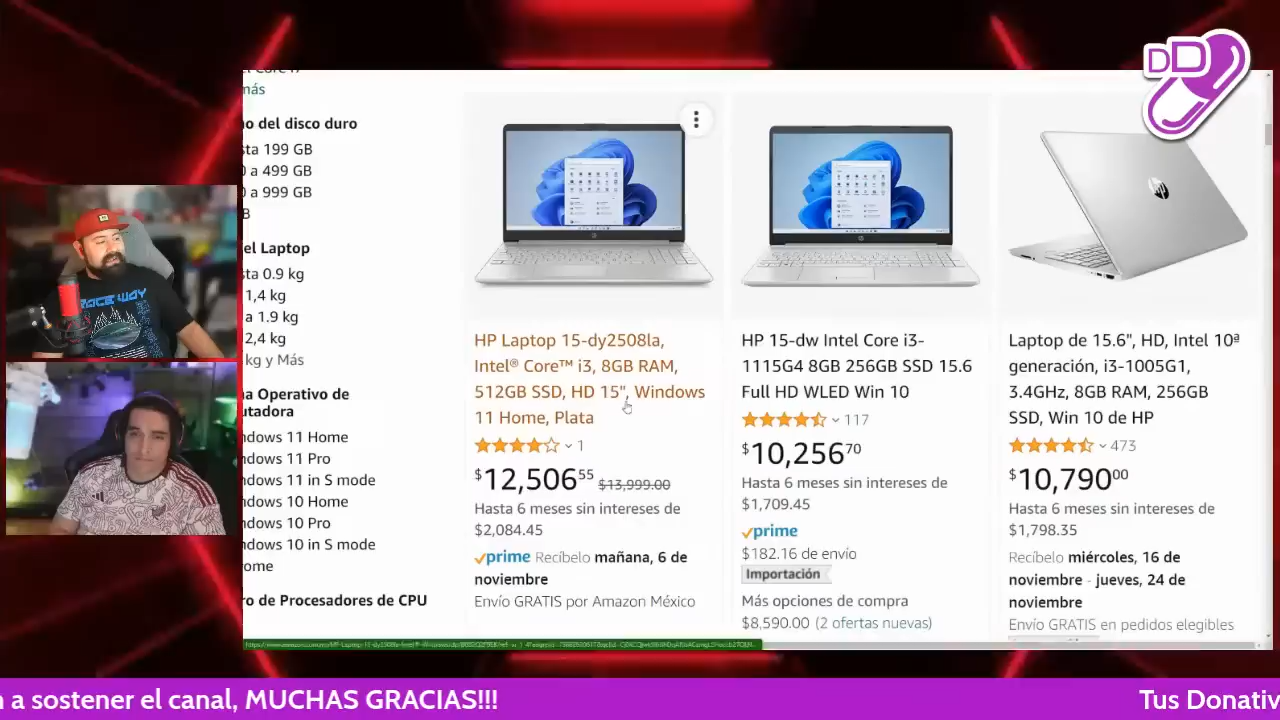 DD
más
o del disco duro
ta 199 GB
a 499 GB
a 999 GB
B
el Laptop
sta 0.9 kg
1,4 kg
a 1.9 kg
2,4 kg
kg y Más
a Operativo de
utadora
ndows 11 Home
ndows 11 Pro
ndows 11 in S mode
ndows 10 Home
ndows 10 Pro
ndows 10 in S mode
rome
ro de Procesadores de CPU
HP Laptop 15-dy2508la,
Intel® Core™ i3, 8GB RAM,
512GB SSD, HD 15", Windows
11 Home, Plata
1
$12,50655 $13,999.00
Hasta 6 meses sin intereses de
$2,084.45
prime Recíbelo mañana, 6 de
noviembre
Envío GRATIS por Amazon México
HP 15-dw Intel Core i3-
1115G4 8GB 256GB SSD 15.6
Full HD WLED Win 10
117
$10,25670
Hasta 6 meses sin intereses de
$1,709.45
prime
$182.16 de envío
Importación
Más opciones de compra
$8,590.00 (2 ofertas nuevas)
Laptop de 15.6", HD, Intel 10ª
generación, i3-1005G1,
3.4GHz, 8GB RAM, 256GB
SSD, Win 10 de HP
473
$10,79000
Hasta 6 meses sin intereses de
$1,798.35
Recíbelo miércoles, 16 de
noviembre - jueves, 24 de
noviembre
Envío GRATIS en pedidos elegibles
RACE WAY
n a sostener el canal, MUCHAS GRACIAS!!!
Tus Donativ